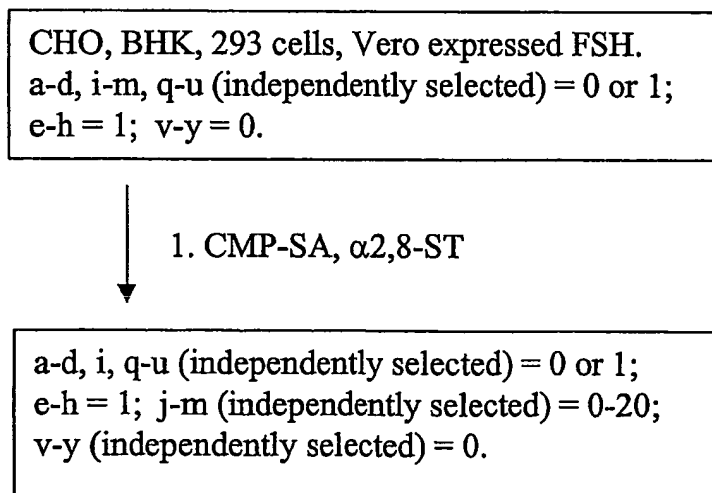 CHO, BHK, 293 cells, Vero expressed FSH.
a-d, i-m, q-u (independently selected) = 0 or 1;
e-h = 1; v-y = 0.
1. CMP-SA, α2,8-ST
a-d, i, q-u (independently selected) = 0 or 1;
e-h = 1; j-m (independently selected) = 0-20;
v-y (independently selected) = 0.